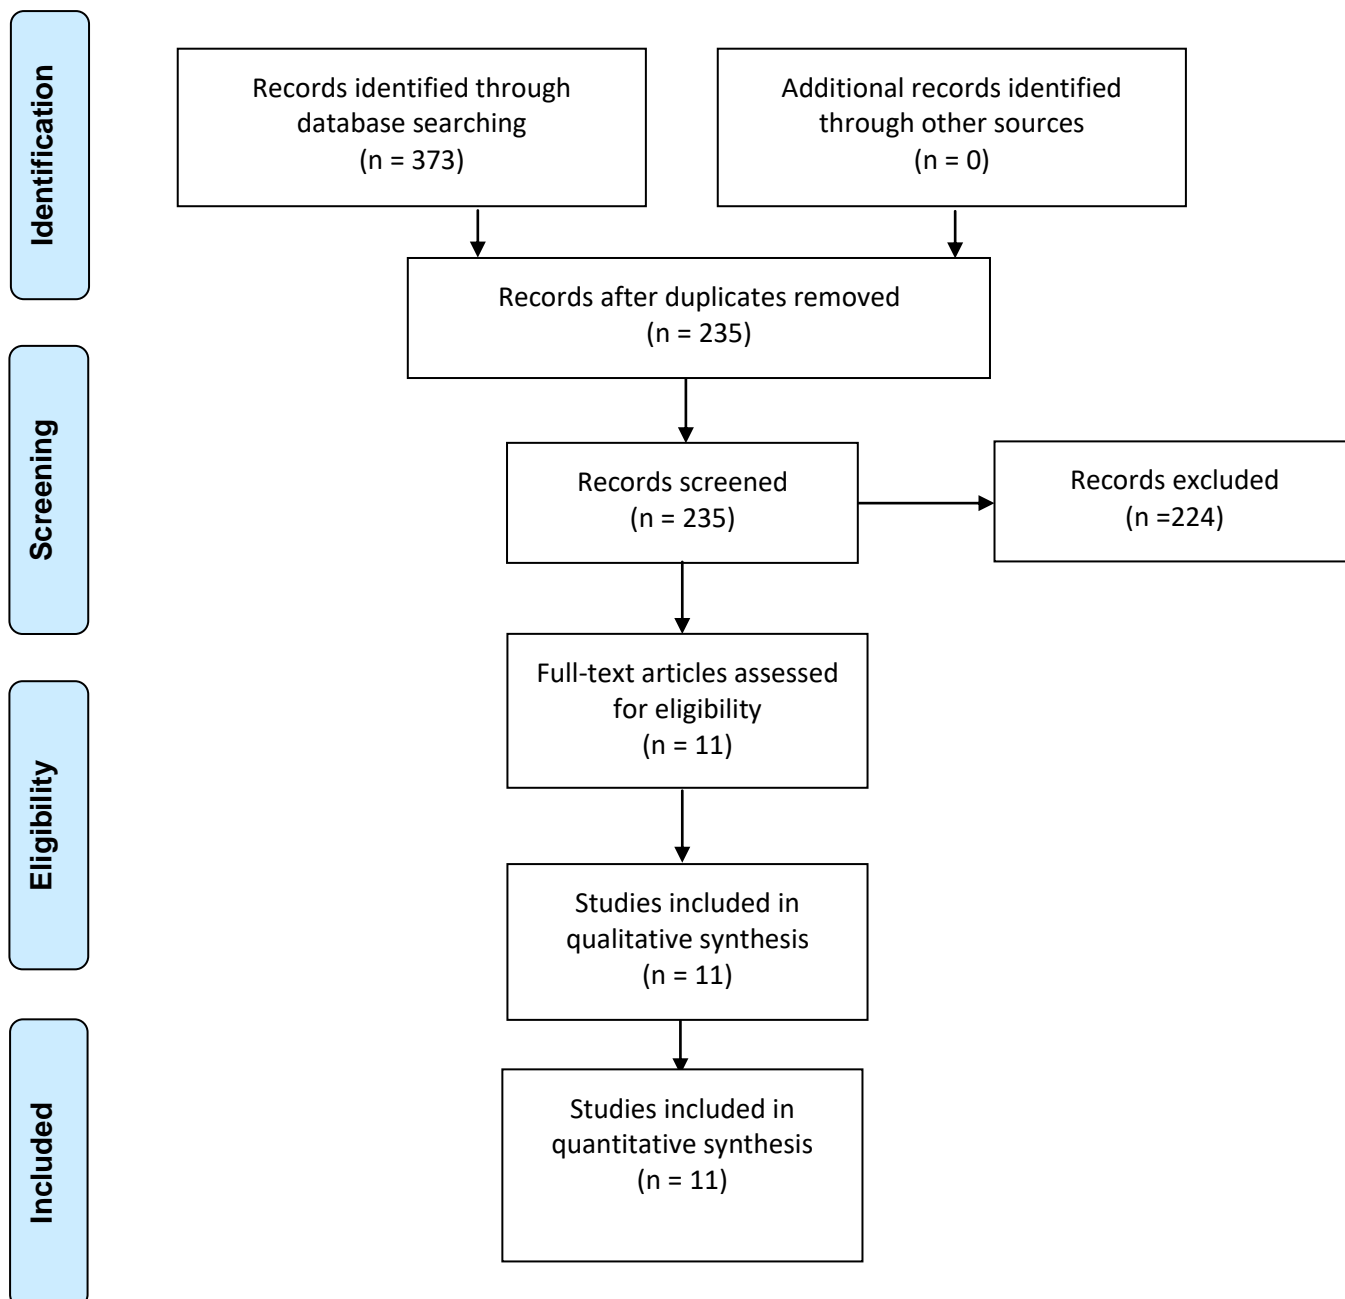 Identification
Records identified through
database searching
(n = 373)
Additional records identified
through other sources
(n = 0)
Records after duplicates removed
(n = 235)
Screening
Records screened
(n = 235)
Records excluded
(n =224)
Eligibility
Full-text articles assessed
for eligibility
(n = 11)
Studies included in
qualitative synthesis
(n = 11)
Included
Studies included in
quantitative synthesis
(n = 11)